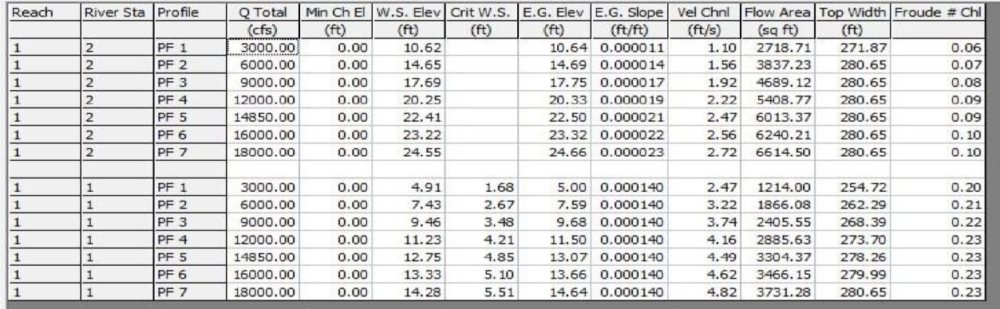 Reach River Sta Profile Q Total Min Ch El W.S. Elev Crit W.S. E.G. Elev E.G. Slope Vel Chnl Flow Area Top Width Froude # Chl
(cfs) (ft) (ft) (ft) (ft) (ft/ft) (ft/s) (sq ft) (ft)
1 2 PF 1 3000.00 0.00 10.62 10.64 0.000011 1.10 2718.71 271.87 0.06
1 2 PF 2 6000.00 0.00 14.65 14.69 0.000014 1.56 3837.23 280.65 0.07
1 2 PF 3 9000.00 0.00 17.69 17.75 0.000017 1.92 4689.12 280.65 0.08
1 2 PF 4 12000.00 0.00 20.25 20.33 0.000019 2.22 5408.77 280.65 0.09
1 2 PF 5 14850.00 0.00 22.41 22.50 0.000021 2.47 6013.37 280.65 0.09
1 2 PF 6 16000.00 0.00 23.22 23.32 0.000022 2.56 6240.21 280.65 0.10
1 2 PF 7 18000.00 0.00 24.55 24.66 0.000023 2.72 6614.50 280.65 0.10
1 1 PF 1 3000.00 0.00 4.91 1.68 5.00 0.000140 2.47 1214.00 254.72 0.20
1 1 PF 2 6000.00 0.00 7.43 2.67 7.59 0.000140 3.22 1866.08 262.29 0.21
1 1 PF 3 9000.00 0.00 9.46 3.48 9.68 0.000140 3.74 2405.55 268.39 0.22
1 1 PF 4 12000.00 0.00 11.23 4.21 11.50 0.000140 4.16 2885.63 273.70 0.23
1 1 PF 5 14850.00 0.00 12.75 4.85 13.07 0.000140 4.49 3304.37 278.26 0.23
1 1 PF 6 16000.00 0.00 13.33 5.10 13.66 0.000140 4.62 3466.15 279.99 0.23
1 1 PF 7 18000.00 0.00 14.28 5.51 14.64 0.000140 4.82 3731.28 280.65 0.23